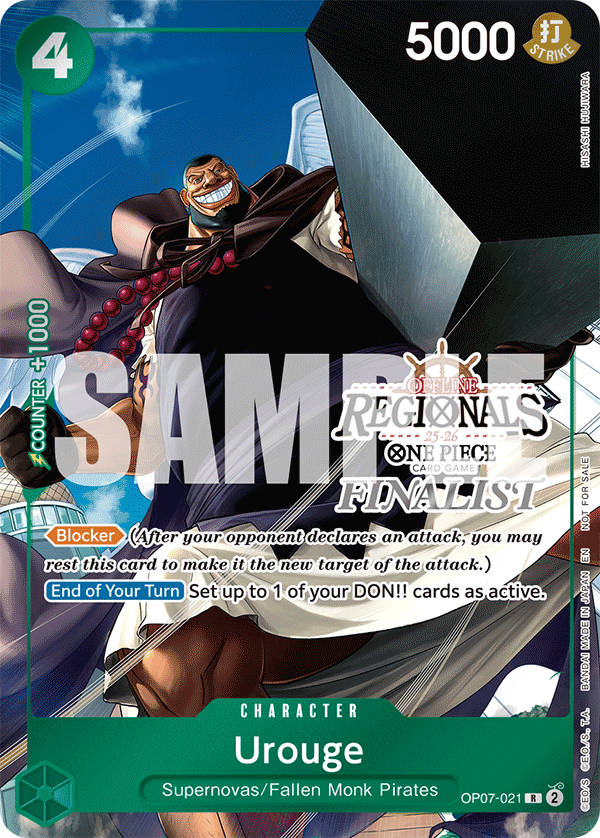 4
5000
打
STRIKE
HISASHI HUJIWARA
COUNTER +1000
SAMPLE
OFFLINE
REGIONALS
25-26
ONE PIECE
CARD GAME
FINALIST
Blocker (After your opponent declares an attack, you may
rest this card to make it the new target of the attack.)
End of Your Turn Set up to 1 of your DON!! cards as active.
CHARACTER
Urouge
Supernovas/Fallen Monk Pirates
OP07-021 R 2
©EO/S ©E.O./S., T.A. BANDAI MADE IN JAPAN EN NOT FOR SALE